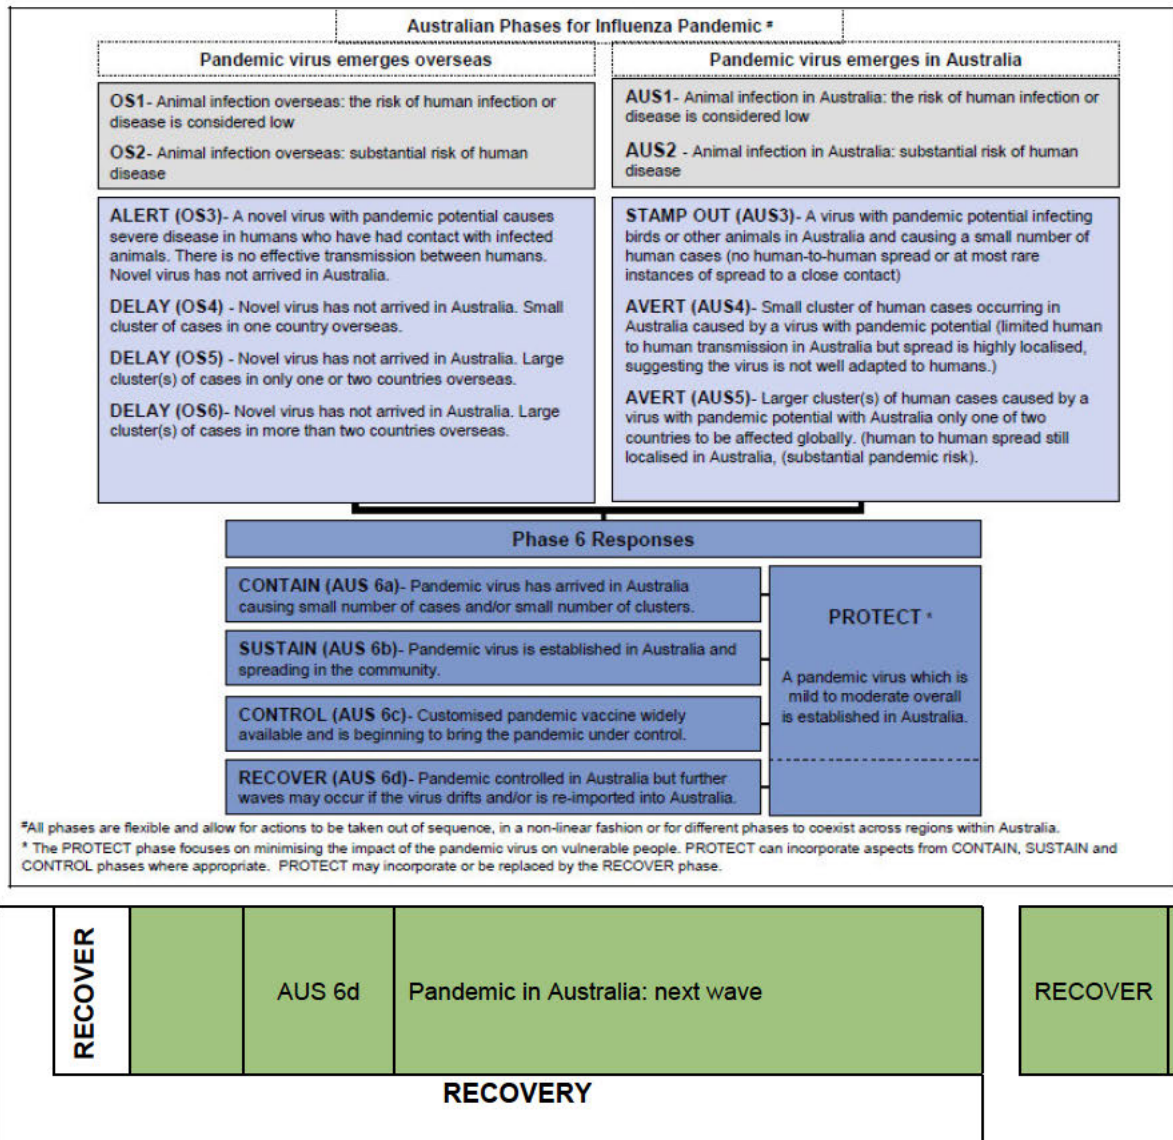 Australian Phases for Influenza Pandemic #
Pandemic virus emerges overseas
OS1- Animal infection overseas: the risk of human infection or
disease is considered low
OS2- Animal infection overseas: substantial risk of human
disease
ALERT (OS3)- A novel virus with pandemic potential causes
severe disease in humans who have had contact with infected
animals. There is no effective transmission between humans.
Novel virus has not arrived in Australia.
DELAY (OS4) - Novel virus has not arrived in Australia. Small
cluster of cases in one country overseas.
DELAY (OS5) - Novel virus has not arrived in Australia. Large
cluster(s) of cases in only one or two countries overseas.
DELAY (OS6)- Novel virus has not arrived in Australia. Large
cluster(s) of cases in more than two countries overseas.
Pandemic virus emerges in Australia
AUS1- Animal infection in Australia: the risk of human infection or
disease is considered low
AUS2 - Animal infection in Australia: substantial risk of human
disease
STAMP OUT (AUS3)- A virus with pandemic potential infecting
birds or other animals in Australia and causing a small number of
human cases (no human-to-human spread or at most rare
instances of spread to a close contact)
AVERT (AUS4)- Small cluster of human cases occurring in
Australia caused by a virus with pandemic potential (limited human
to human transmission in Australia but spread is highly localised,
suggesting the virus is not well adapted to humans.)
AVERT (AUS5)- Larger cluster(s) of human cases caused by a
virus with pandemic potential with Australia only one of two
countries to be affected globally. (human to human spread still
localised in Australia, (substantial pandemic risk).
Phase 6 Responses
CONTAIN (AUS 6a)- Pandemic virus has arrived in Australia
causing small number of cases and/or small number of clusters.
SUSTAIN (AUS 6b)- Pandemic virus is established in Australia and
spreading in the community.
CONTROL (AUS 6c)- Customised pandemic vaccine widely
available and is beginning to bring the pandemic under control.
RECOVER (AUS 6d)- Pandemic controlled in Australia but further
waves may occur if the virus drifts and/or is re-imported into Australia.
PROTECT *
A pandemic virus which is
mild to moderate overall
is established in Australia.
#All phases are flexible and allow for actions to be taken out of sequence, in a non-linear fashion or for different phases to coexist across regions within Australia.
* The PROTECT phase focuses on minimising the impact of the pandemic virus on vulnerable people. PROTECT can incorporate aspects from CONTAIN, SUSTAIN and
CONTROL phases where appropriate. PROTECT may incorporate or be replaced by the RECOVER phase.
RECOVER
AUS 6d
Pandemic in Australia: next wave
RECOVER
RECOVERY